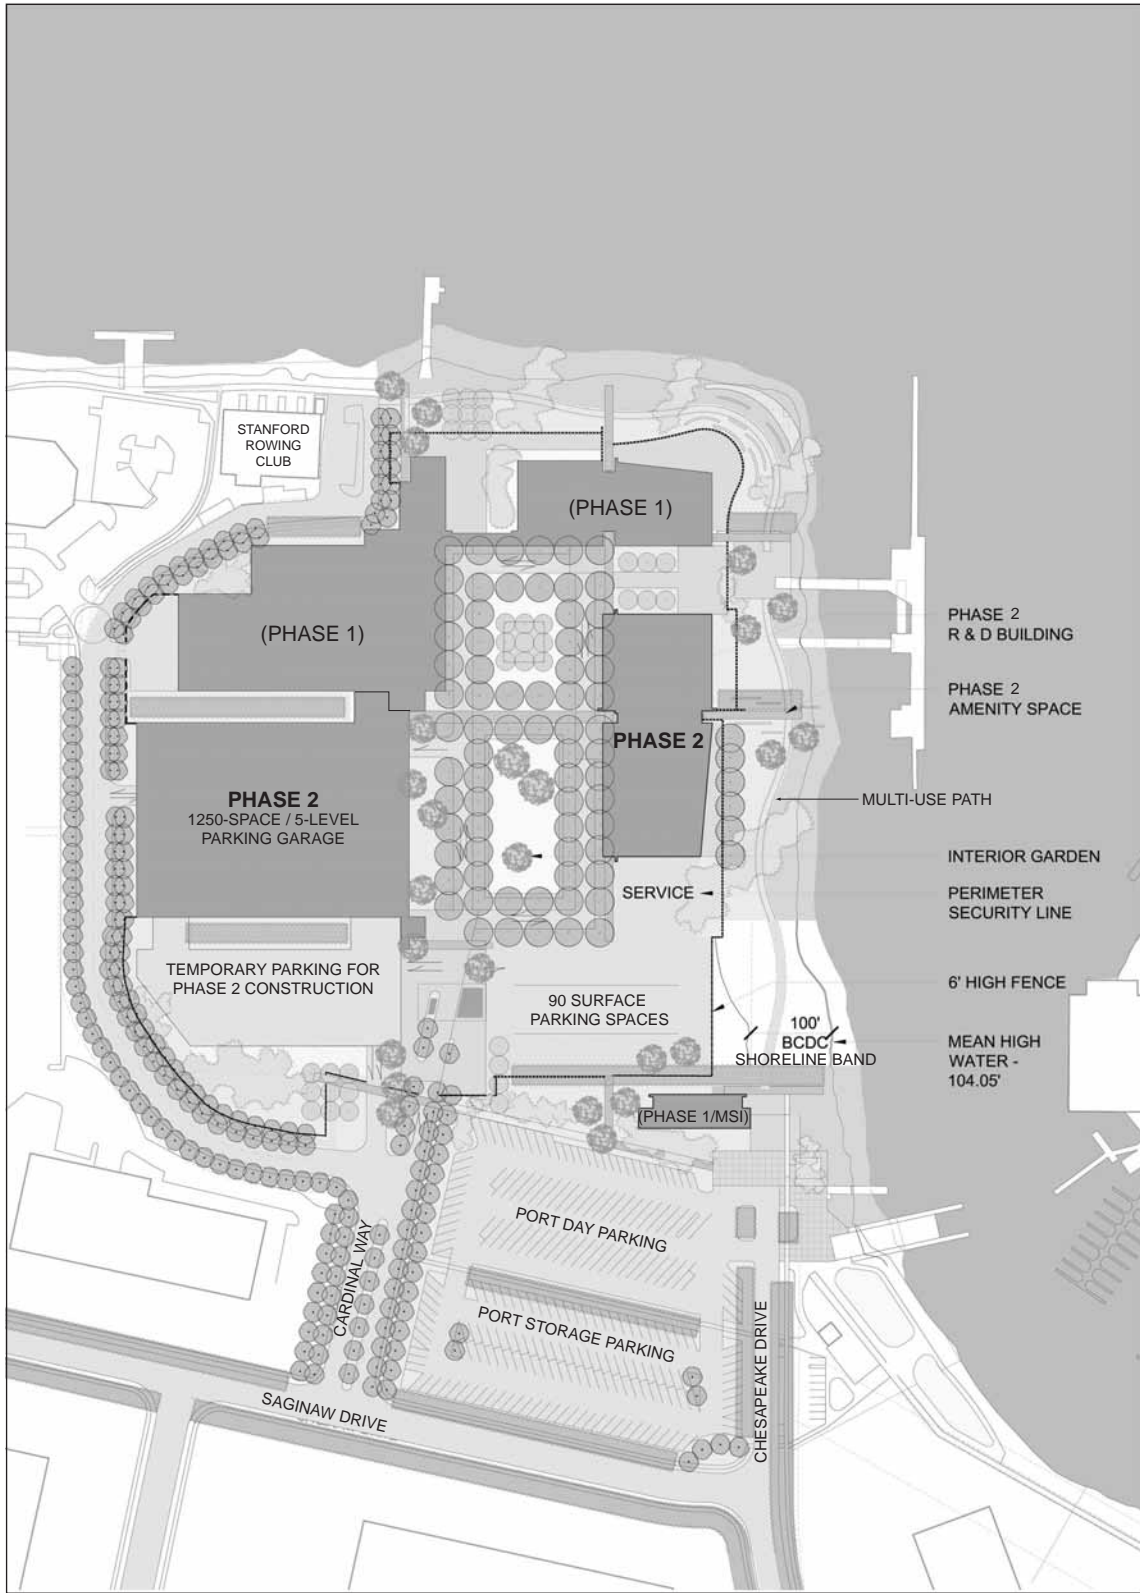 STANFORD
ROWING
CLUB
(PHASE 1)
(PHASE 1)
PHASE 2
R & D BUILDING
PHASE 2
AMENITY SPACE
PHASE 2
PHASE 2
1250-SPACE / 5-LEVEL
PARKING GARAGE
MULTI-USE PATH
INTERIOR GARDEN
SERVICE
PERIMETER
SECURITY LINE
TEMPORARY PARKING FOR
PHASE 2 CONSTRUCTION
6' HIGH FENCE
90 SURFACE
PARKING SPACES
100'
BCDC
SHORELINE BAND
MEAN HIGH
WATER -
104.05'
(PHASE 1/MSI)
PORT DAY PARKING
CARDINAL WAY
PORT STORAGE PARKING
CHESAPEAKE DRIVE
SAGINAW DRIVE